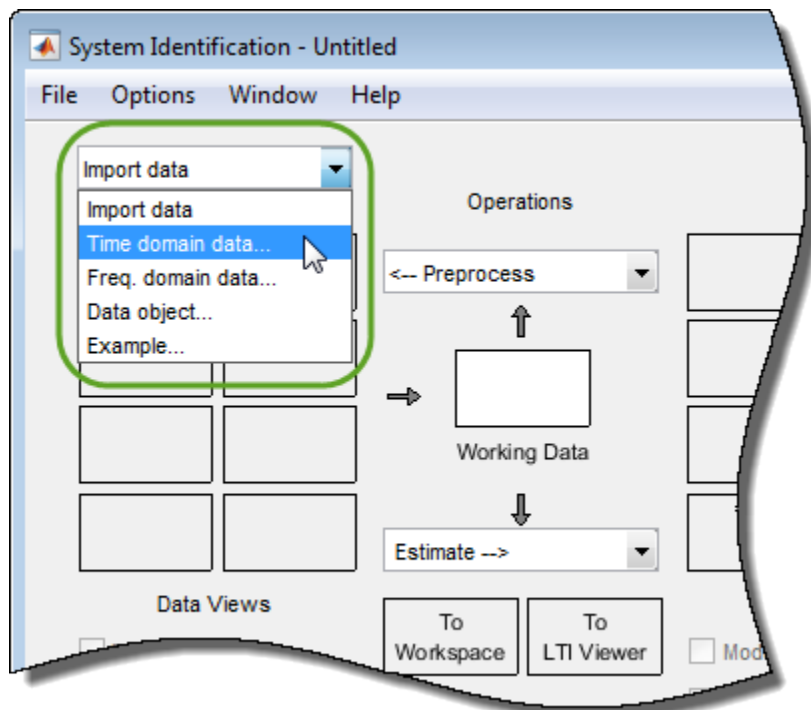 System Identification - Untitled
File Options Window Help
Import data
Import data
Time domain data...
Freq. domain data...
Data object...
Example...
Operations
<-- Preprocess
Working Data
Estimate -->
Data Views
To Workspace
To LTI Viewer